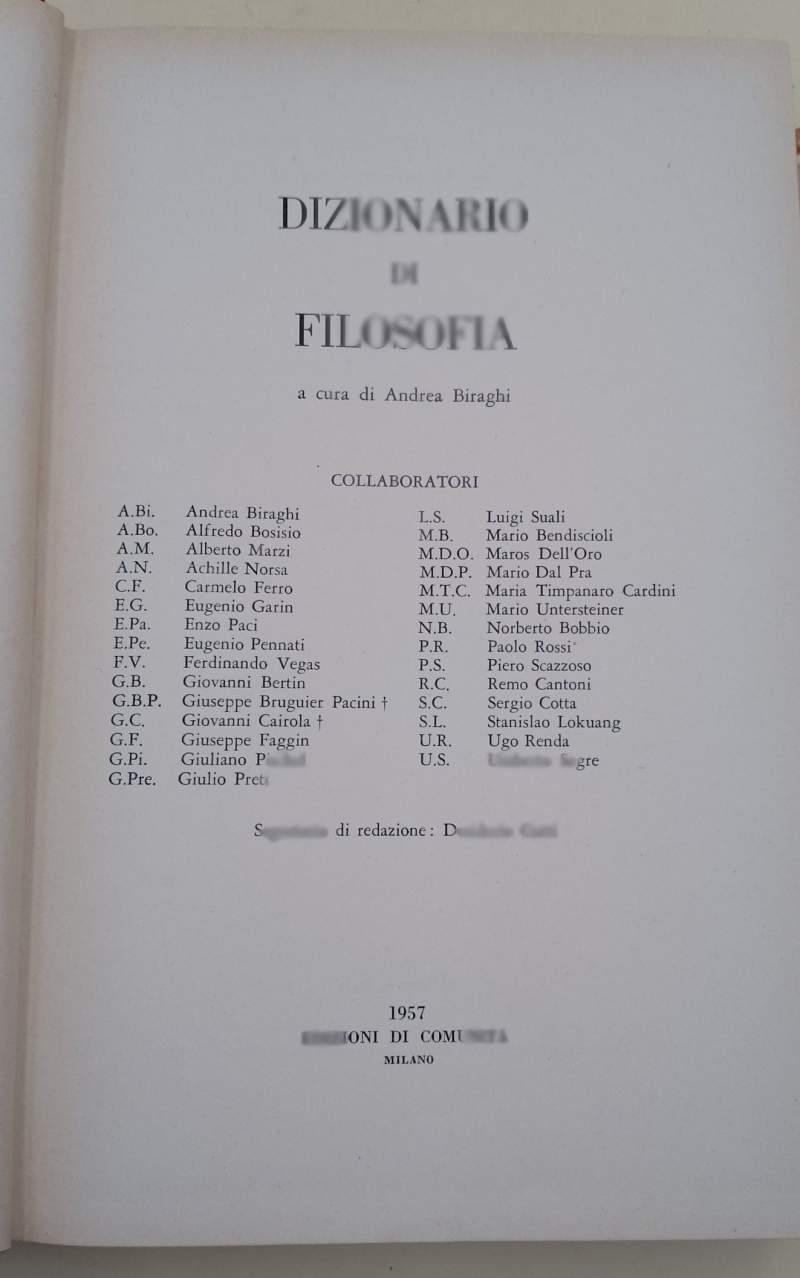 DIZIONARIO
DI
FILOSOFIA
a cura di Andrea Biraghi
COLLABORATORI
A.Bi. Andrea Biraghi
A.Bo. Alfredo Bosisio
A.M. Alberto Marzi
A.N. Achille Norsa
C.F. Carmelo Ferro
E.G. Eugenio Garin
E.Pa. Enzo Paci
E.Pe. Eugenio Pennati
F.V. Ferdinando Vegas
G.B. Giovanni Bertin
G.B.P. Giuseppe Bruguier Pacini †
G.C. Giovanni Cairola †
G.F. Giuseppe Faggin
G.Pi. Giuliano
G.Pre. Giulio
L.S. Luigi Suali
M.B. Mario Bendiscioli
M.D.O. Maros Dell'Oro
M.D.P. Mario Dal Pra
M.T.C. Maria Timpanaro Cardini
M.U. Mario Untersteiner
N.B. Norberto Bobbio
P.R. Paolo Rossi
P.S. Piero Scazzoso
R.C. Remo Cantoni
S.C. Sergio Cotta
S.L. Stanislao Lokuang
U.R. Ugo Renda
U.S.
di redazione:
1957
DI
MILANO